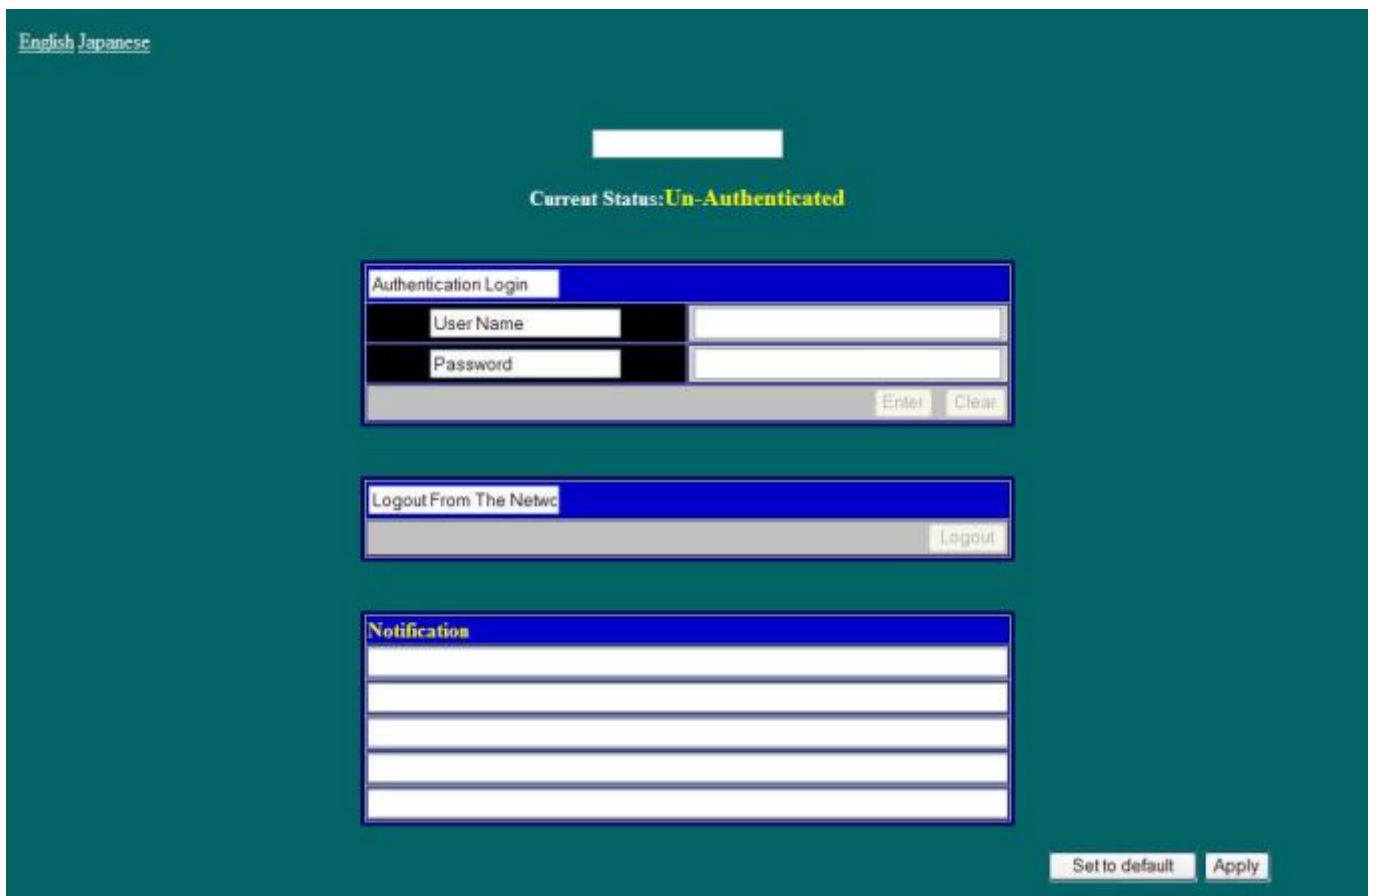 English Japanese
Current Status:Un-Authenticated
Authentication Login
User Name
Password
Enter Clear
Logout From The Netwc
Logout
Notification
Set to default Apply